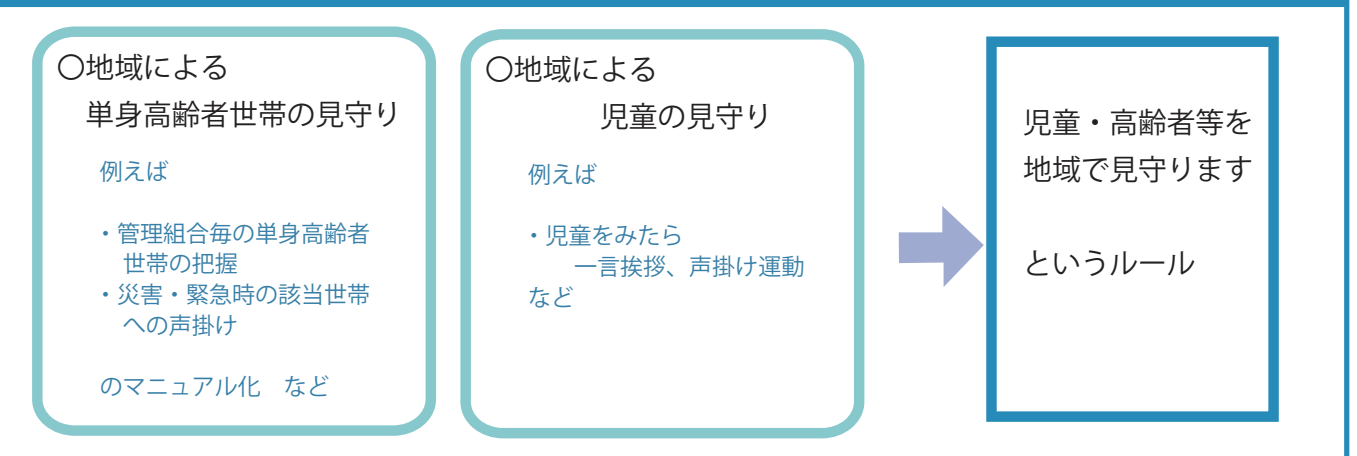 〇地域による
単身高齢者世帯の見守り
例えば
・管理組合毎の単身高齢者
世帯の把握
・災害・緊急時の該当世帯
への声掛け
のマニュアル化　など
〇地域による
児童の見守り
例えば
・児童をみたら
一言挨拶、声掛け運動
など
児童・高齢者等を
地域で見守ります
というルール